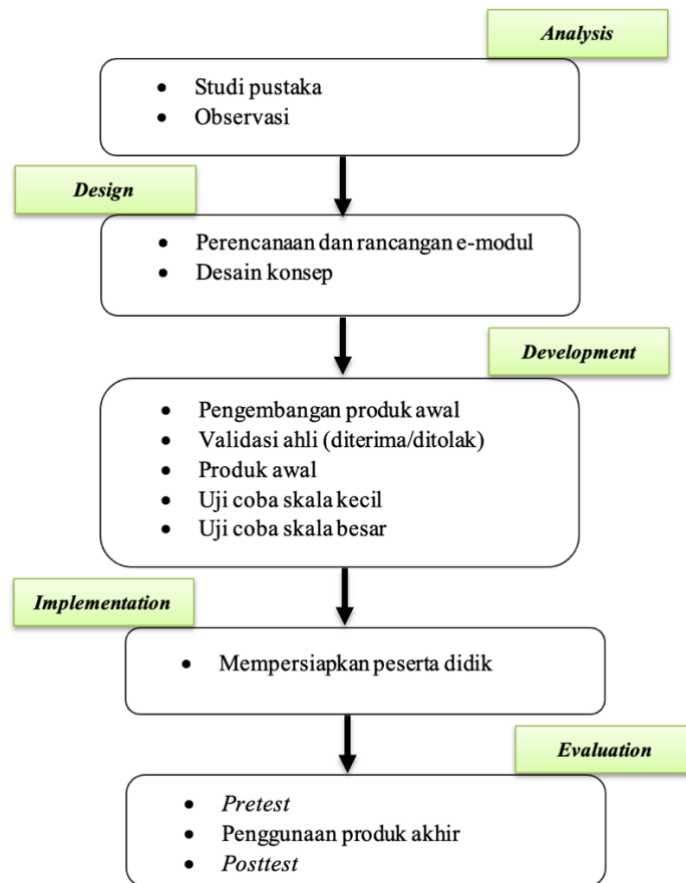 Analysis
• Studi pustaka
• Observasi
Design
• Perencanaan dan rancangan e-modul
• Desain konsep
Development
• Pengembangan produk awal
• Validasi ahli (diterima/ditolak)
• Produk awal
• Uji coba skala kecil
• Uji coba skala besar
Implementation
• Mempersiapkan peserta didik
Evaluation
• Pretest
• Penggunaan produk akhir
• Posttest